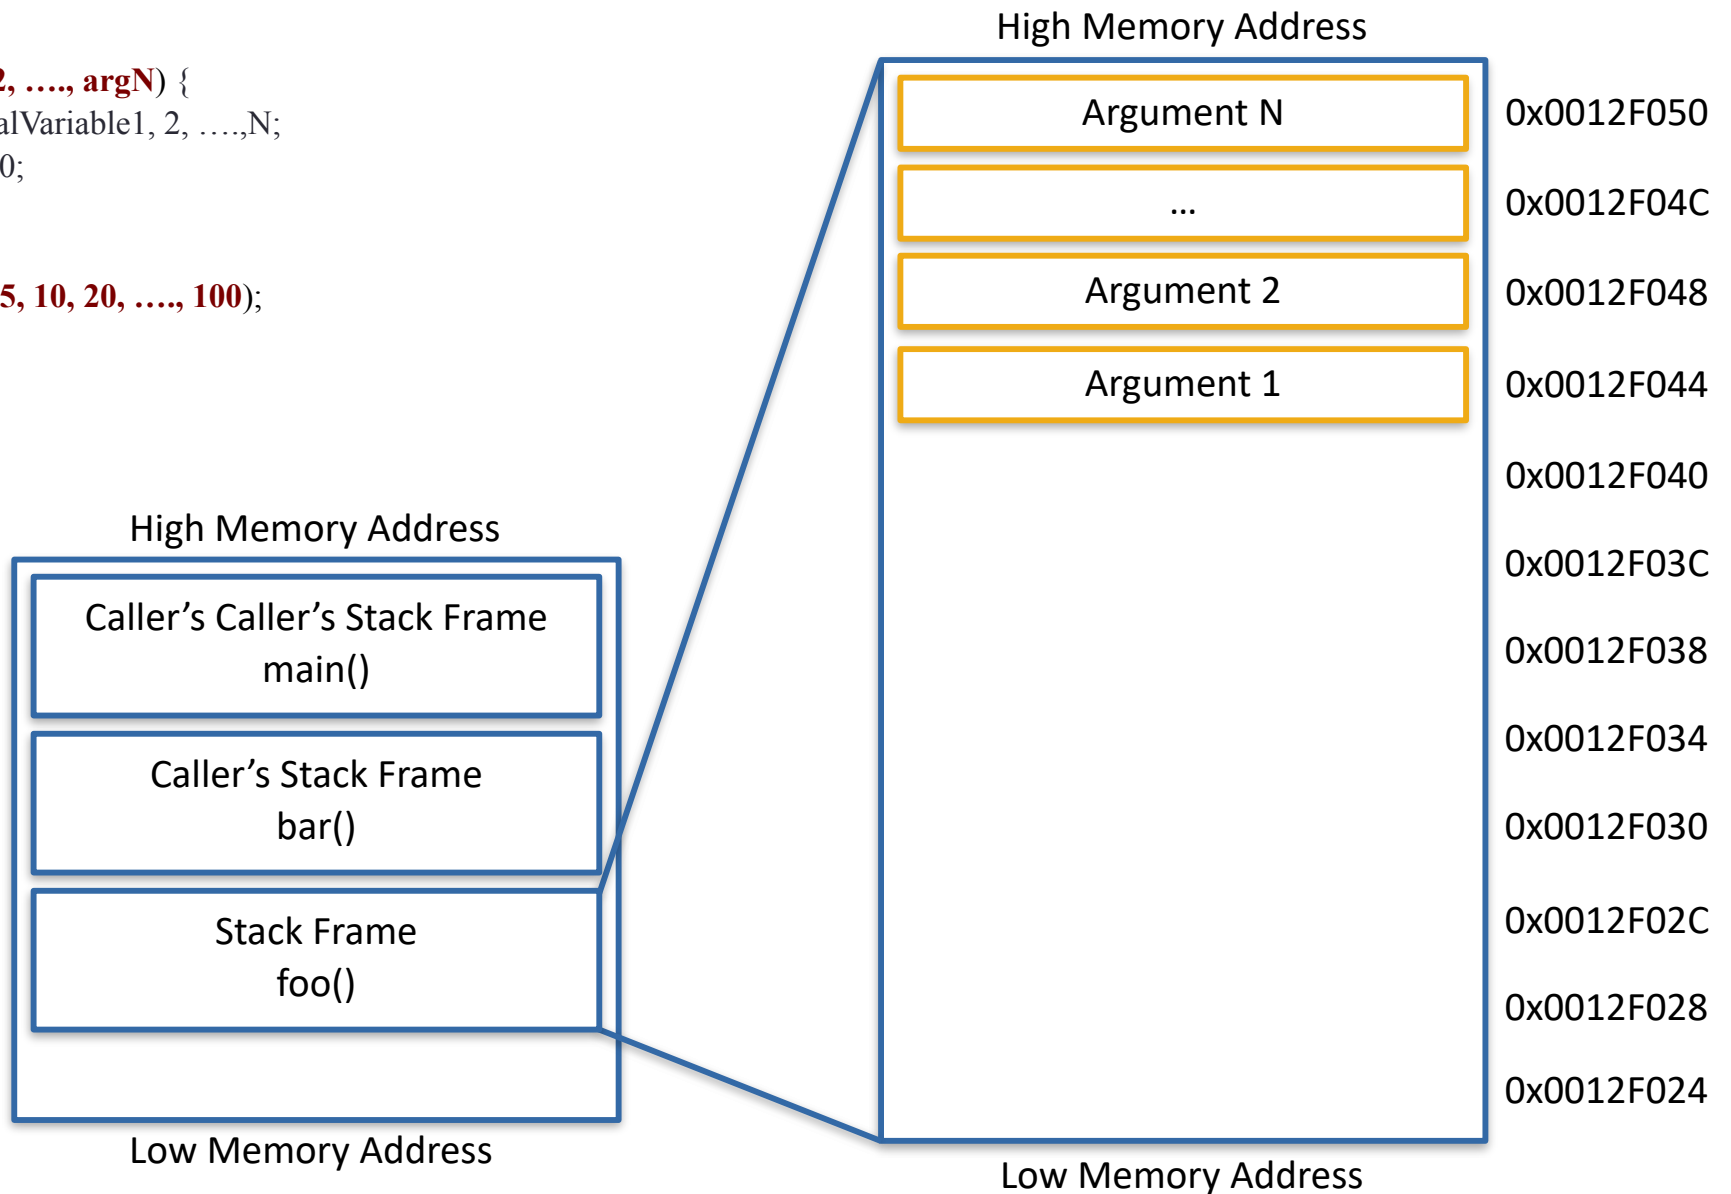 2, …., argN) {
alVariable1, 2, ….,N;
0;
5, 10, 20, …., 100);
High Memory Address
Caller’s Caller’s Stack Frame
main()
Caller’s Stack Frame
bar()
Stack Frame
foo()
Low Memory Address
High Memory Address
Argument N
0x0012F050
…
0x0012F04C
Argument 2
0x0012F048
Argument 1
0x0012F044
0x0012F040
0x0012F03C
0x0012F038
0x0012F034
0x0012F030
0x0012F02C
0x0012F028
0x0012F024
Low Memory Address